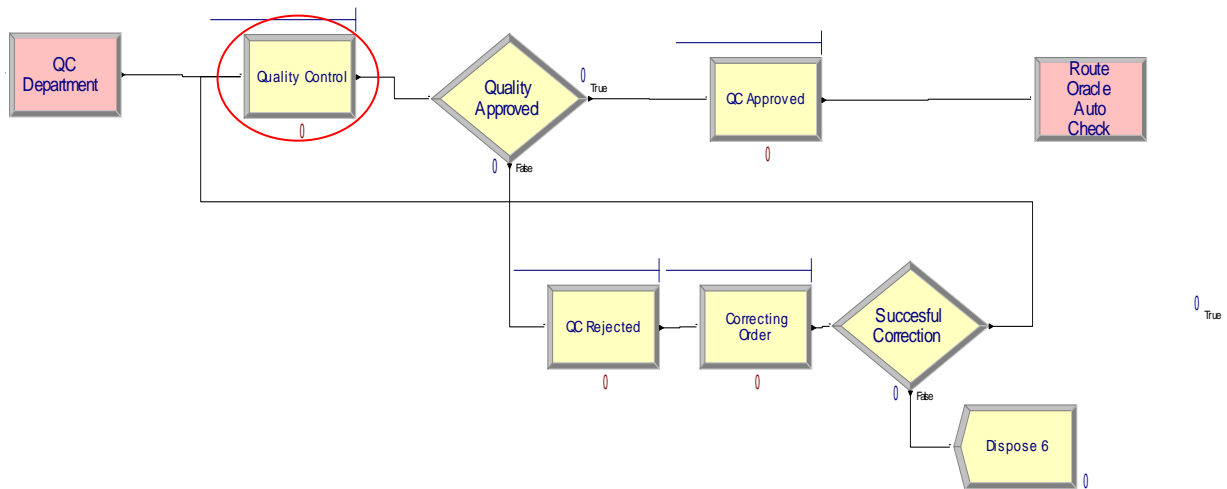 QC
Department
Quality Control
0
Quality
Approved
0
True
0
False
QC Approved
0
Route
Oracle
Auto
Check
QC Rejected
0
Correcting
Order
0
Succesful
Correction
0
True
0
False
Dispose 6
0